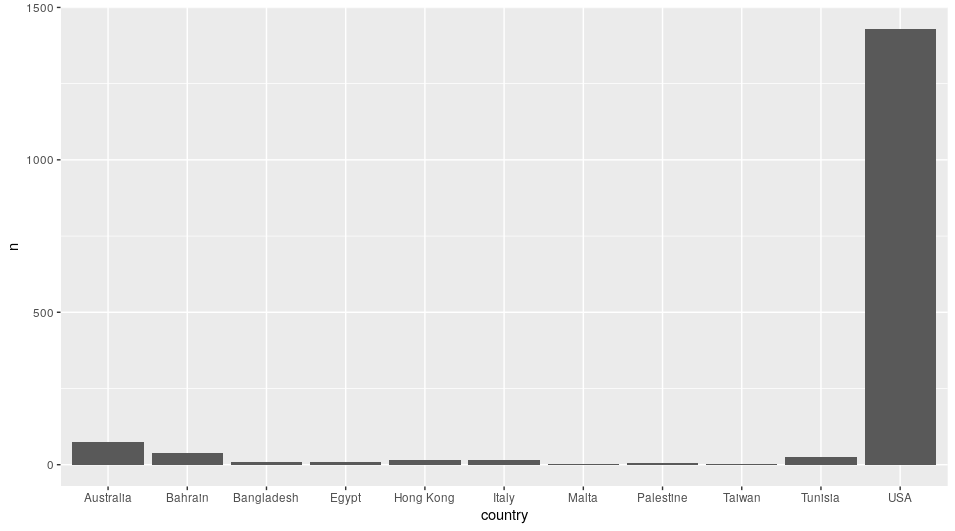 1500
1000
500
0
n
Australia Bahrain Bangladesh Egypt Hong Kong Italy Malta Palestine Taiwan Tunisia USA
country